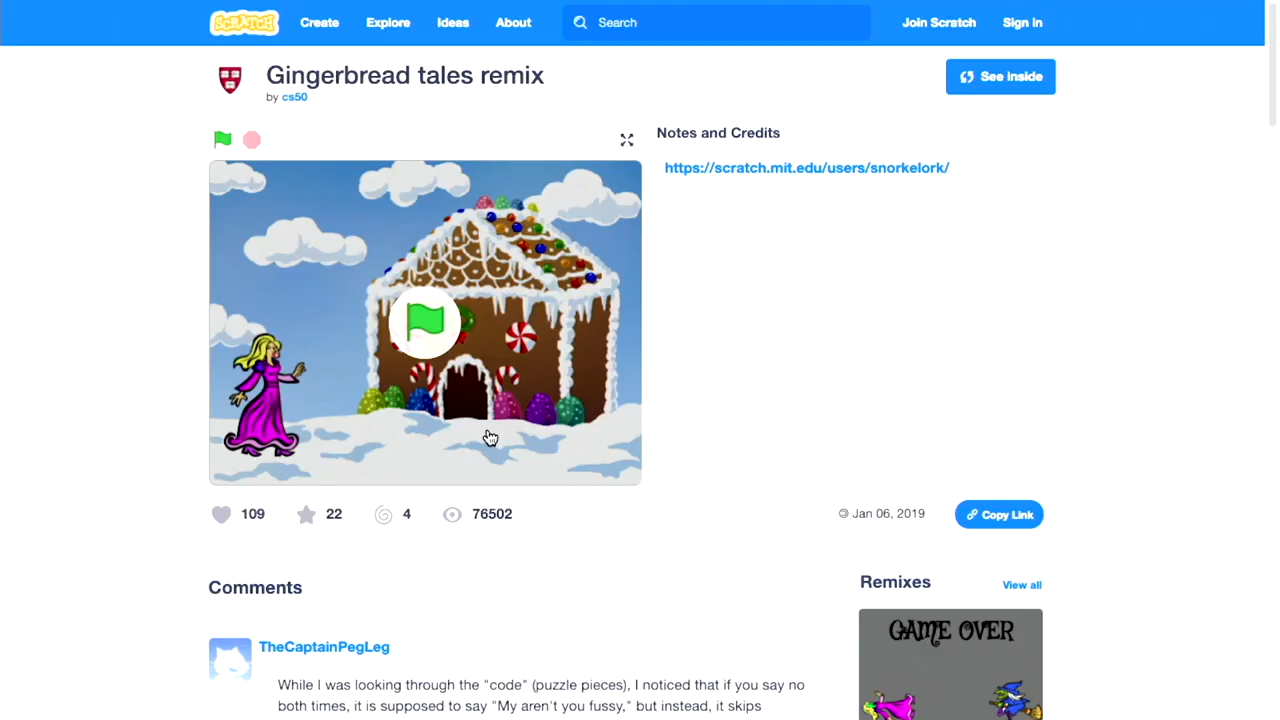 SCRATCH Create Explore Ideas About Search Join Scratch Sign in
Gingerbread tales remix
by cs50
See inside
Notes and Credits
https://scratch.mit.edu/users/snorkelork/
109 22 4 76502
© Jan 06, 2019 Copy Link
Comments
Remixes View all
GAME OVER
TheCaptainPegLeg
While I was looking through the "code" (puzzle pieces), I noticed that if you say no
both times, it is supposed to say "My aren't you fussy," but instead, it skips